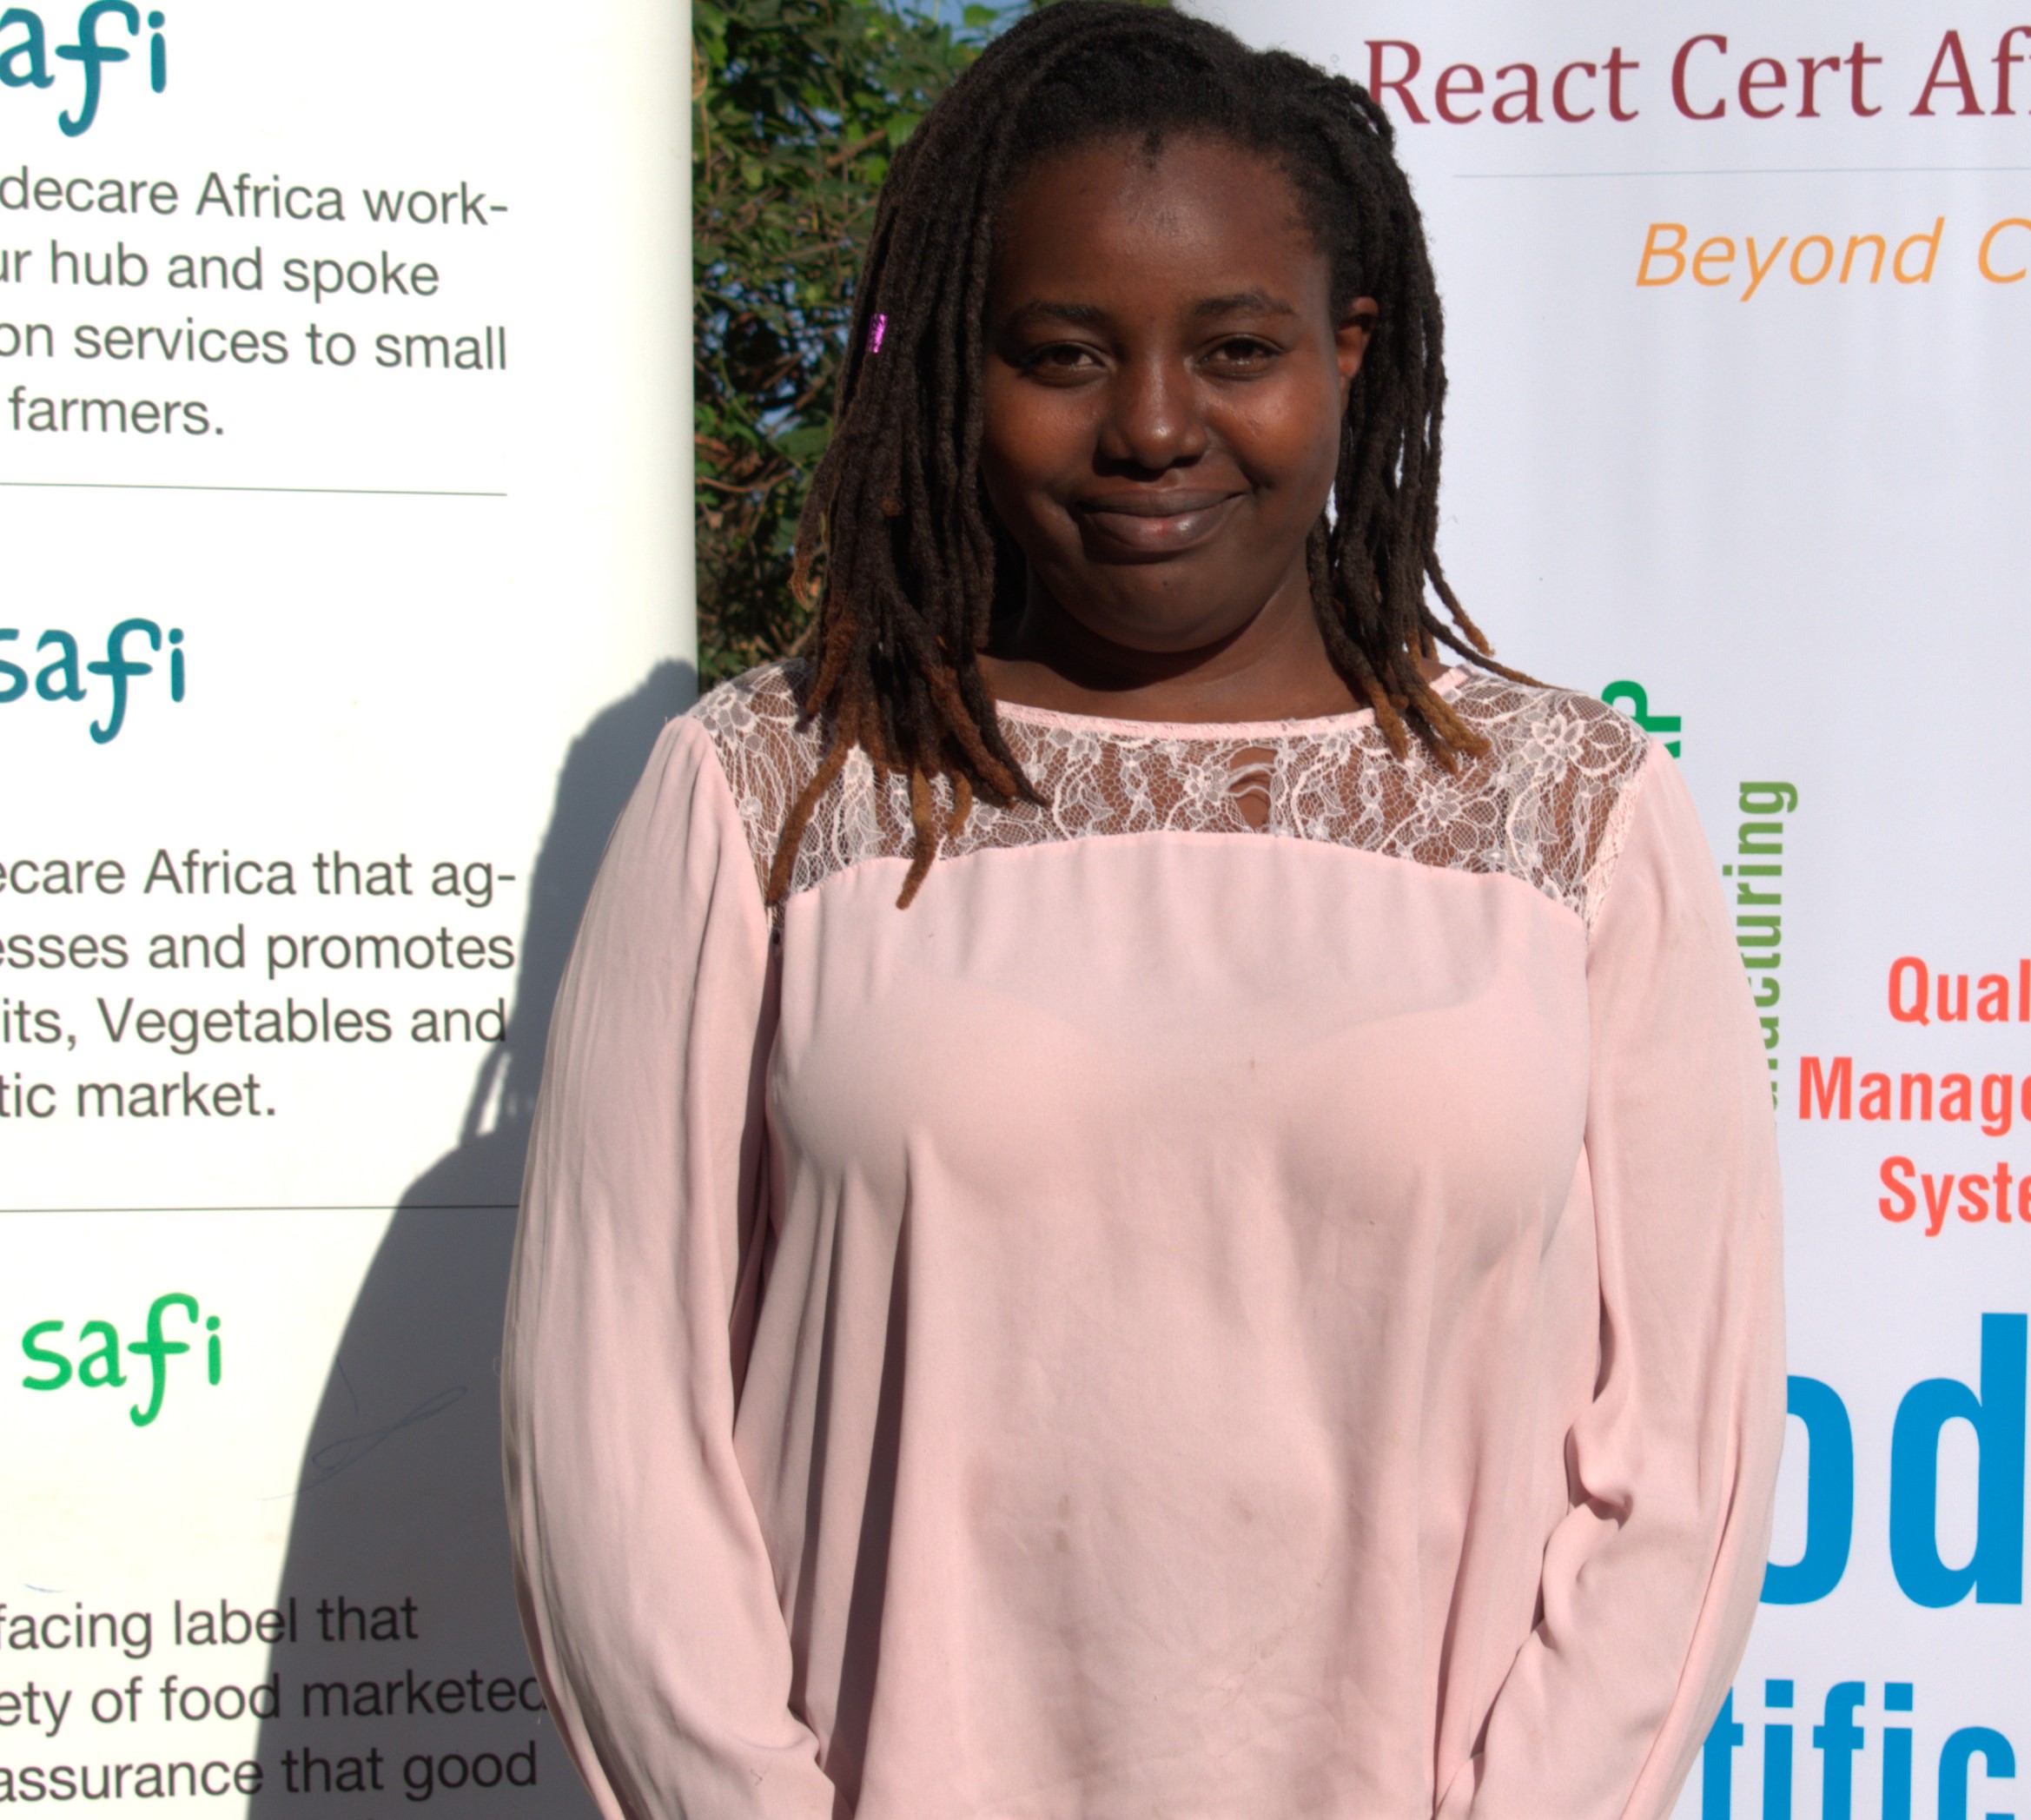 afi
decare Africa work-
ur hub and spoke
on services to small
farmers.
safi
ecare Africa that ag-
esses and promotes
its, Vegetables and
tic market.
safi
facing label that
ety of food marketed
assurance that good
React Cert Af
Beyond C
P
manufacturing
Qual
Manage
Syste
od
tific